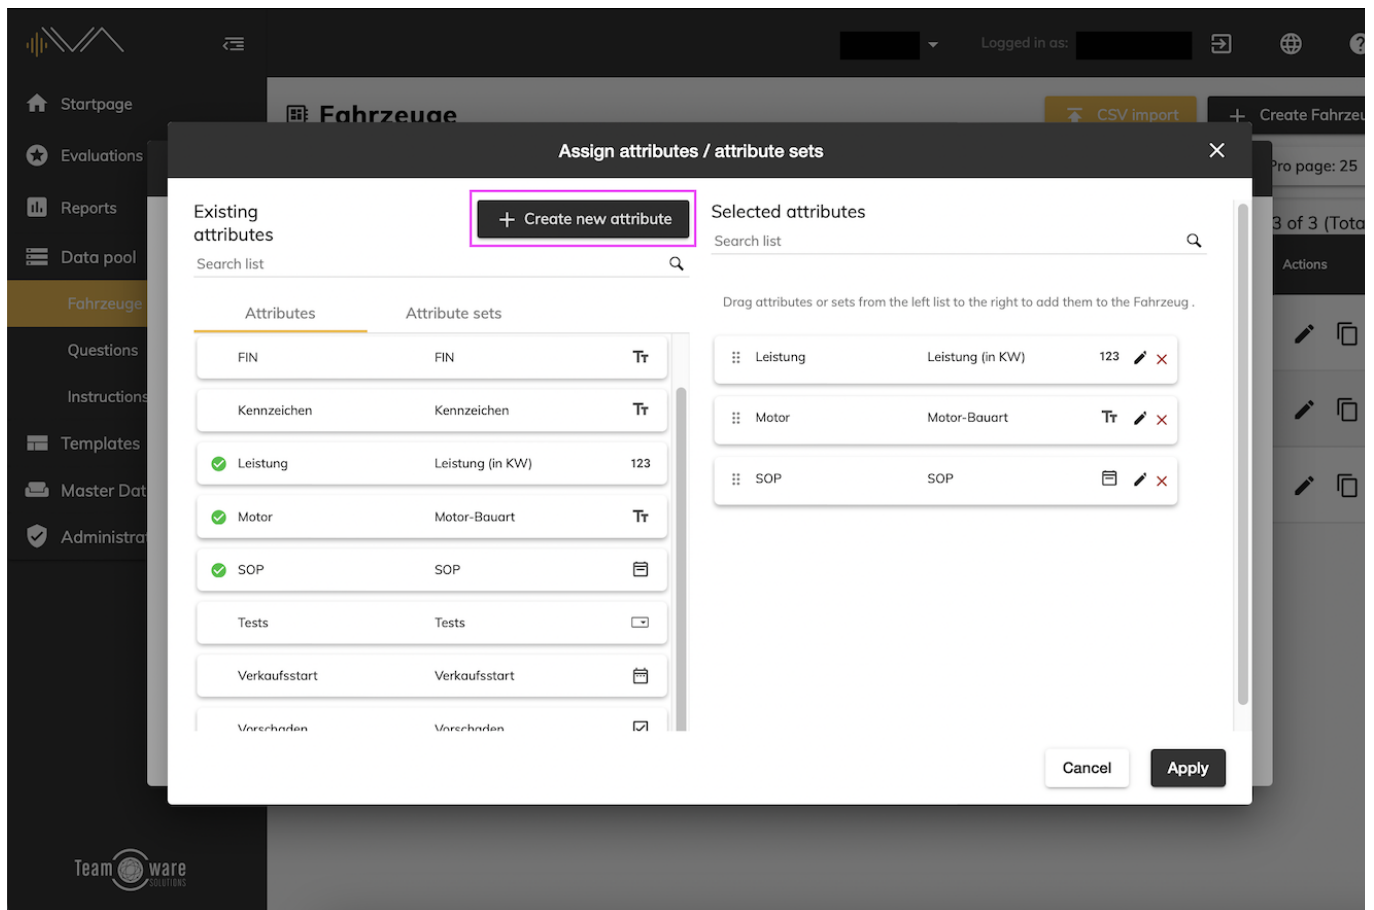 Logged in as:
Startpage
Evaluations
Reports
Data pool
Fahrzeuge
Questions
Instructions
Templates
Master Dat
Administra
Team ware
SOLUTIONS
Fahrzeuge
CSV import
Create Fahrzeu
Pro page: 25
3 of 3 (Tota
Actions
Assign attributes / attribute sets
Existing
attributes
Create new attribute
Search list
Attributes
Attribute sets
FIN FIN Tт
Kennzeichen Kennzeichen Tт
Leistung Leistung (in KW) 123
Motor Motor-Bauart Tт
SOP SOP
Tests Tests
Verkaufsstart Verkaufsstart
Vorschaden Vorschaden
Selected attributes
Search list
Drag attributes or sets from the left list to the right to add them to the Fahrzeug .
Leistung Leistung (in KW) 123
Motor Motor-Bauart Tт
SOP SOP
Cancel
Apply